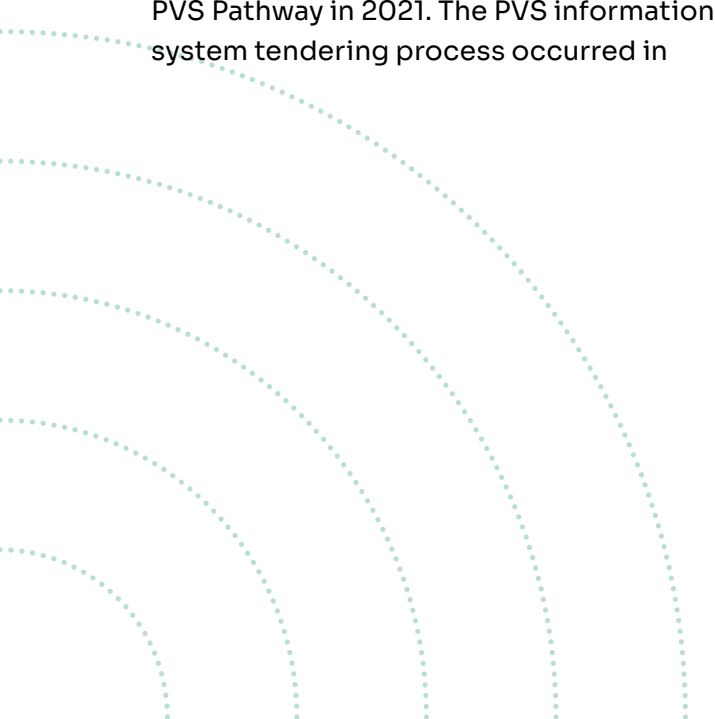 PVS Pathway in 2021. The PVS information
system tendering process occurred in